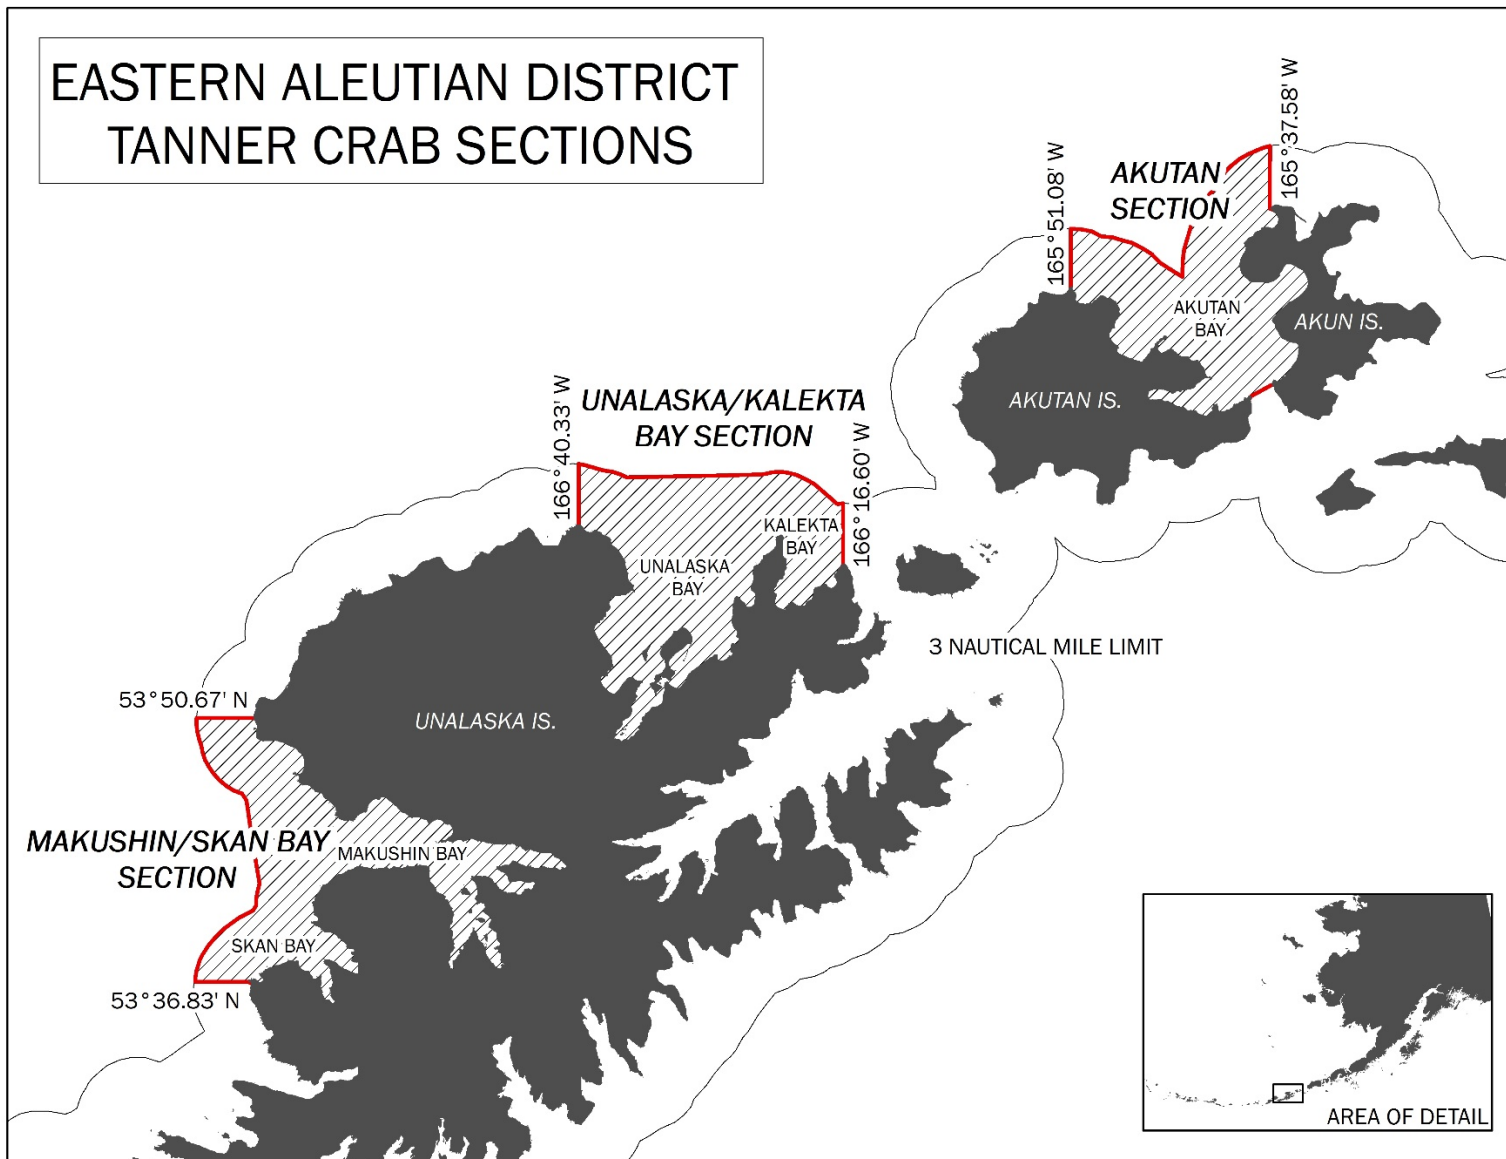 EASTERN ALEUTIAN DISTRICT
TANNER CRAB SECTIONS
165°37.58' W
165°51.08' W
AKUTAN
SECTION
AKUTAN
BAY
AKUN IS.
AKUTAN IS.
166°40.33' W
UNALASKA/KALEKTA
BAY SECTION
166°16.60' W
KALEKTA
BAY
UNALASKA
BAY
3 NAUTICAL MILE LIMIT
53°50.67' N
UNALASKA IS.
MAKUSHIN/SKAN BAY
SECTION
MAKUSHIN BAY
SKAN BAY
53°36.83' N
AREA OF DETAIL